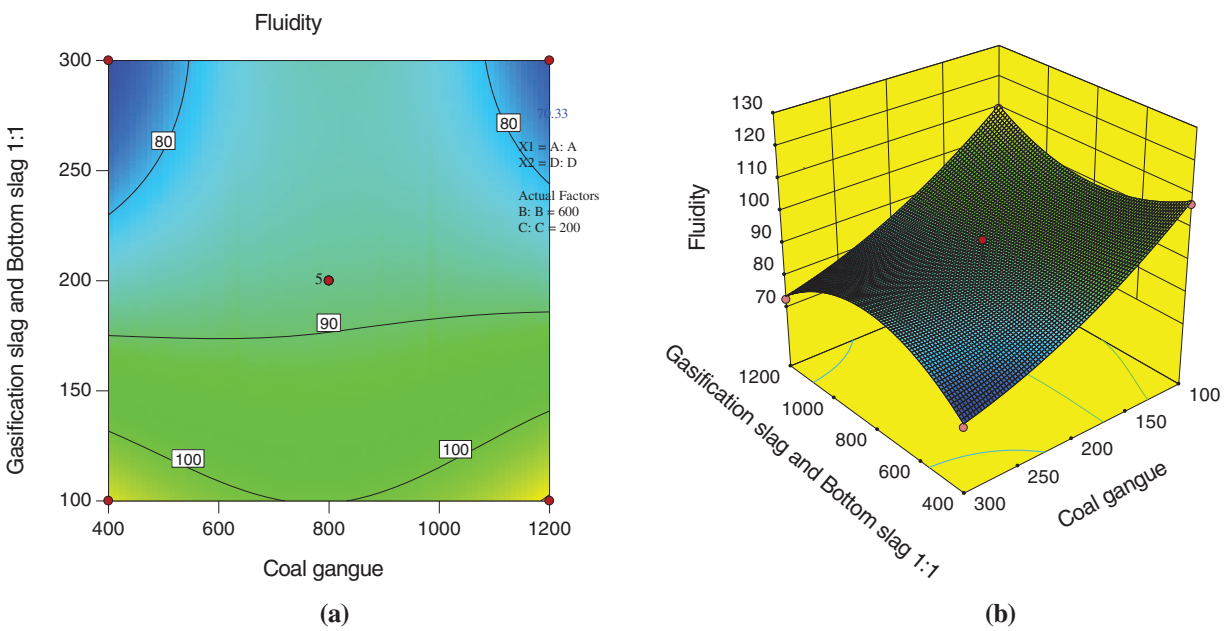 Fluidity
300
250
200
150
100
Gasification slag and Bottom slag 1:1
80
80
70.33
X1 = A: A
X2 = D: D
Actual Factors
B: B = 600
C: C = 200
5
90
100
100
400
600
800
1000
1200
Coal gangue
(a)
130
120
110
100
90
80
70
Fluidity
1200
1000
800
600
400
Gasification slag and Bottom slag 1:1
100
150
200
250
300
Coal gangue
(b)